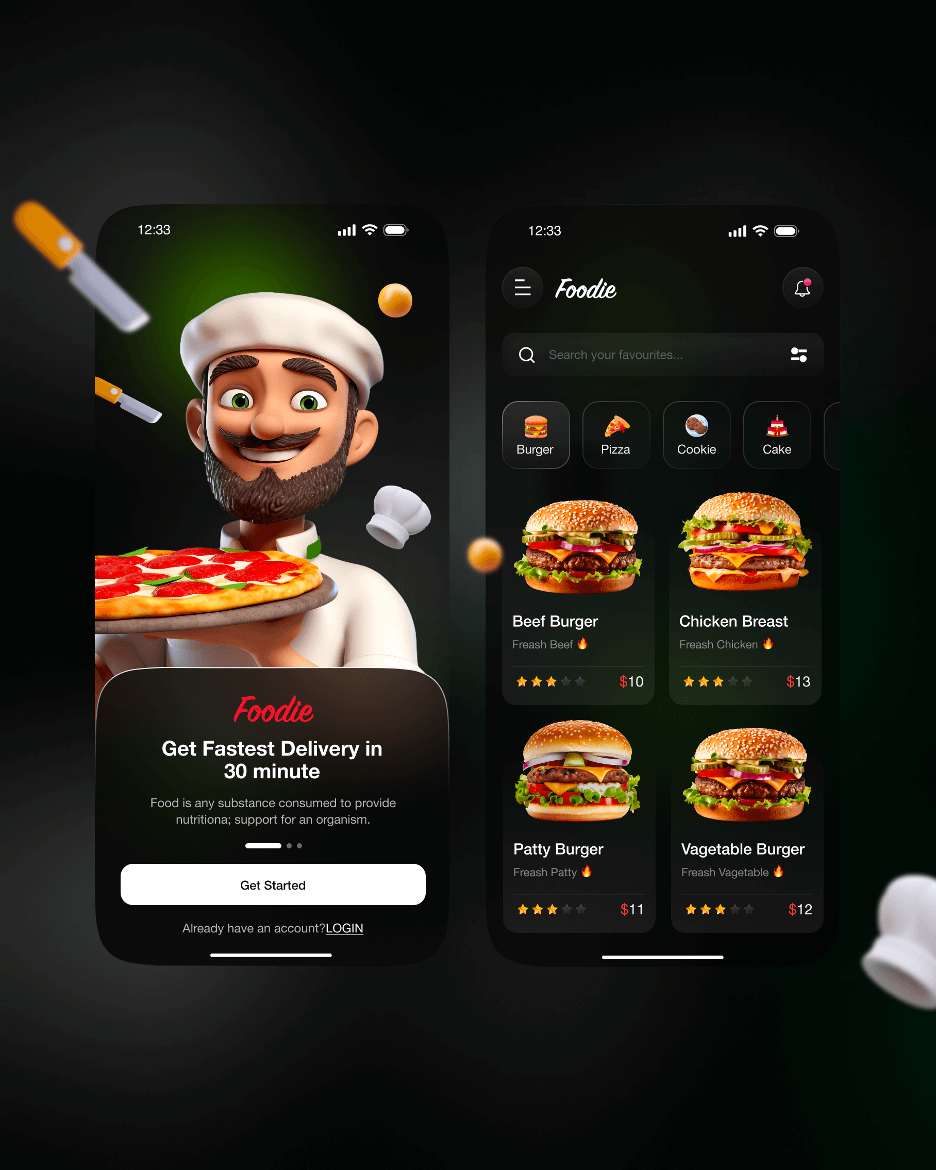 12:33
Foodie
Get Fastest Delivery in
30 minute
Food is any substance consumed to provide
nutritiona; support for an organism.
Get Started
Already have an account?LOGIN
12:33
Foodie
Search your favourites...
Burger
Pizza
Cookie
Cake
Beef Burger
Freash Beef
$10
Chicken Breast
Freash Chicken
$13
Patty Burger
Freash Patty
$11
Vagetable Burger
Freash Vagetable
$12